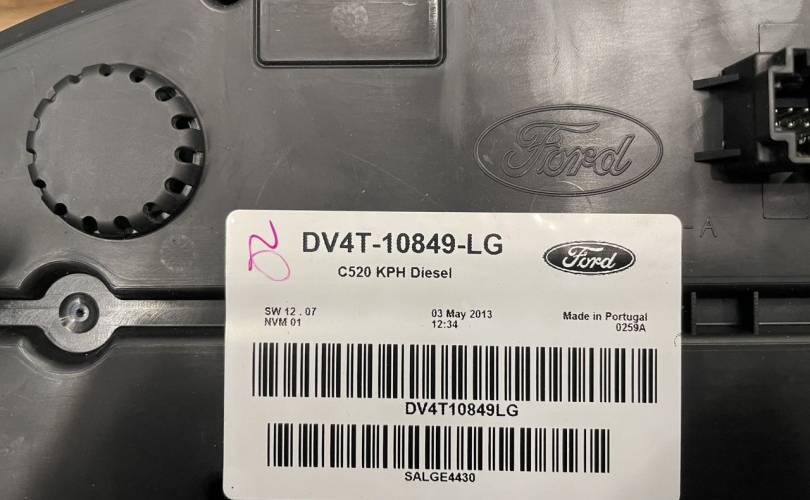 Ford
-A
DV4T-10849-LG
Ford
C520 KPH Diesel
SW 12 . 07
NVM 01
03 May 2013
12:34
Made in Portugal
0259A
DV4T10849LG
SALGE4430